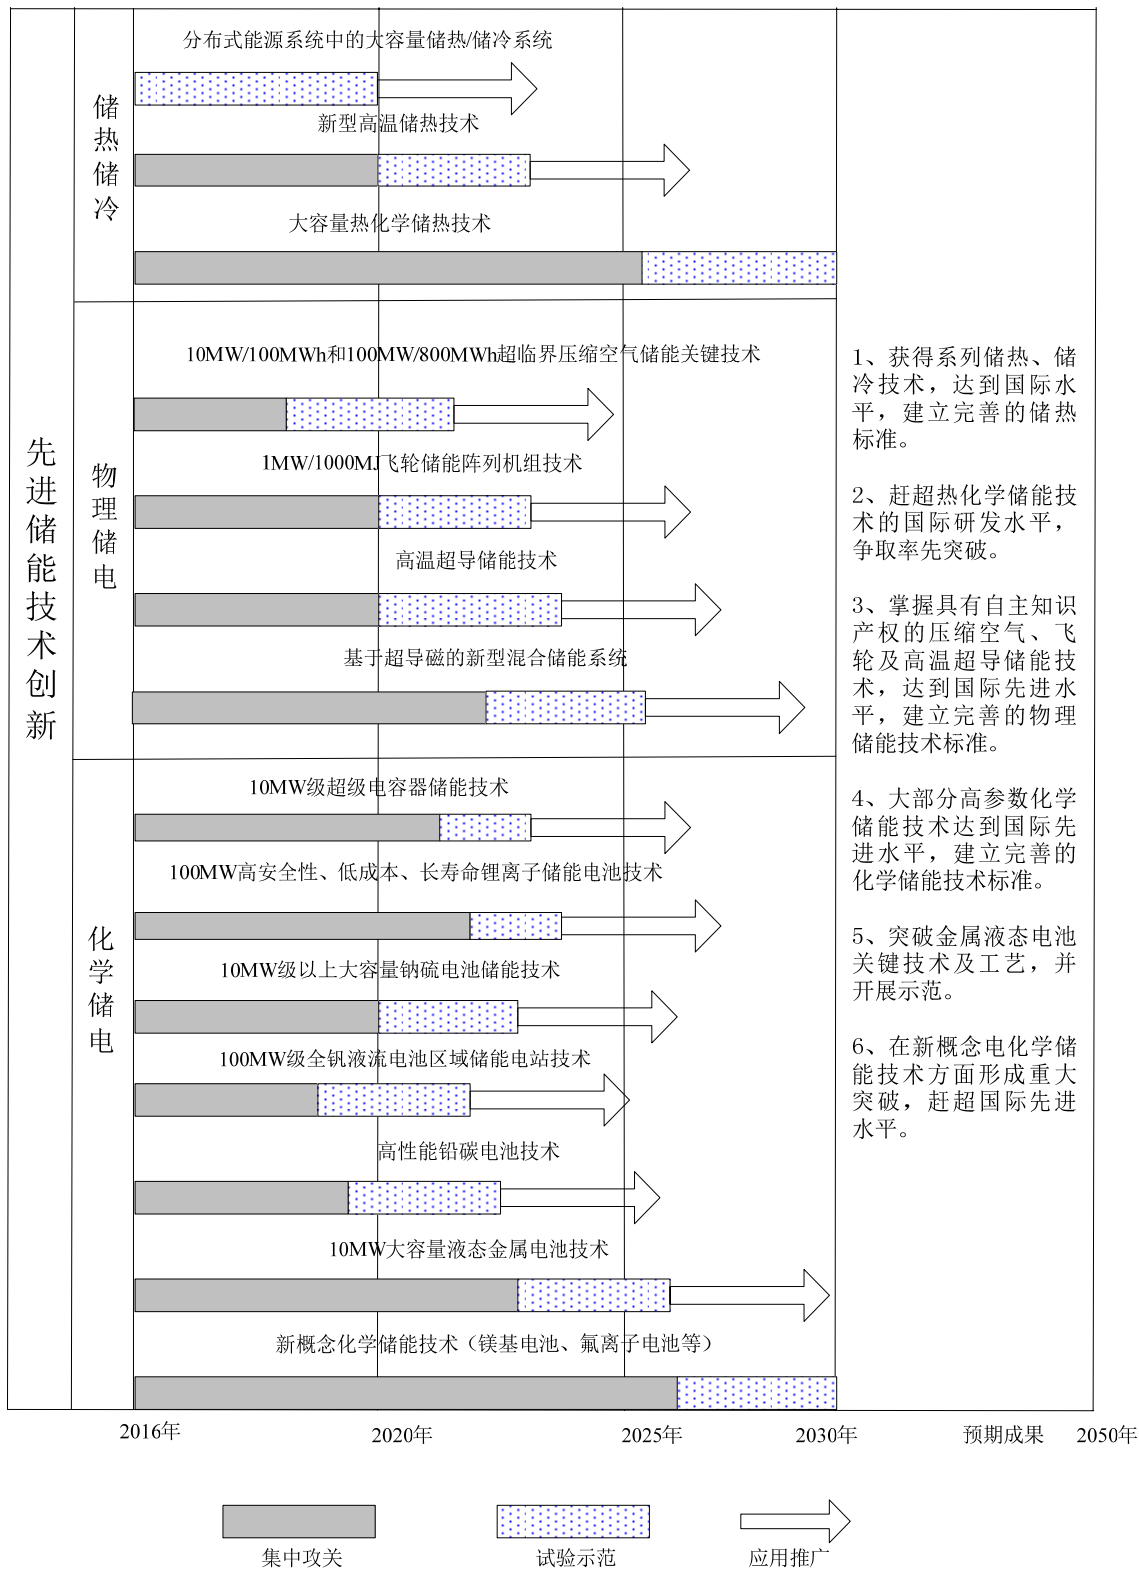 先进储能技术创新
储热储冷
分布式能源系统中的大容量储热/储冷系统
新型高温储热技术
大容量热化学储热技术
物理储电
10MW/100MWh和100MW/800MWh超临界压缩空气储能关键技术
1MW/1000MJ飞轮储能阵列机组技术
高温超导储能技术
基于超导磁的新型混合储能系统
化学储电
10MW级超级电容器储能技术
100MW高安全性、低成本、长寿命锂离子储能电池技术
10MW级以上大容量钠硫电池储能技术
100MW级全钒液流电池区域储能电站技术
高性能铅碳电池技术
10MW大容量液态金属电池技术
新概念化学储能技术（镁基电池、氟离子电池等）
1、获得系列储热、储
冷技术，达到国际水
平，建立完善的储热
标准。
2、赶超热化学储能技
术的国际研发水平，
争取率先突破。
3、掌握具有自主知识
产权的压缩空气、飞
轮及高温超导储能技
术，达到国际先进水
平，建立完善的物理
储能技术标准。
4、大部分高参数化学
储能技术达到国际先
进水平，建立完善的
化学储能技术标准。
5、突破金属液态电池
关键技术及工艺，并
开展示范。
6、在新概念电化学储
能技术方面形成重大
突破，赶超国际先进
水平。
2016年
2020年
2025年
2030年
预期成果
2050年
集中攻关
试验示范
应用推广